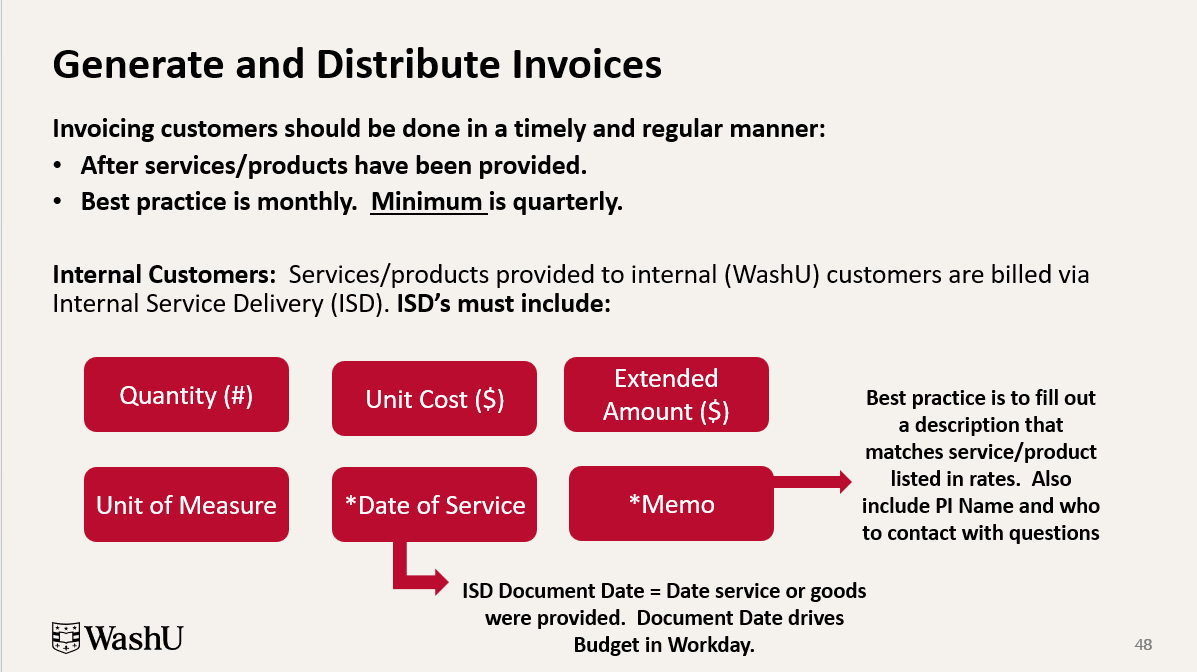 Generate and Distribute Invoices
Invoicing customers should be done in a timely and regular manner:
• After services/products have been provided.
• Best practice is monthly.  Minimum is quarterly.
Internal Customers:  Services/products provided to internal (WashU) customers are billed via
Internal Service Delivery (ISD). ISD’s must include:
Quantity (#)
Unit Cost ($)
Extended
Amount ($)
Unit of Measure
*Date of Service
*Memo
Best practice is to fill out
a description that
matches service/product
listed in rates.  Also
include PI Name and who
to contact with questions
ISD Document Date = Date service or goods
were provided.  Document Date drives
Budget in Workday.
WashU
48